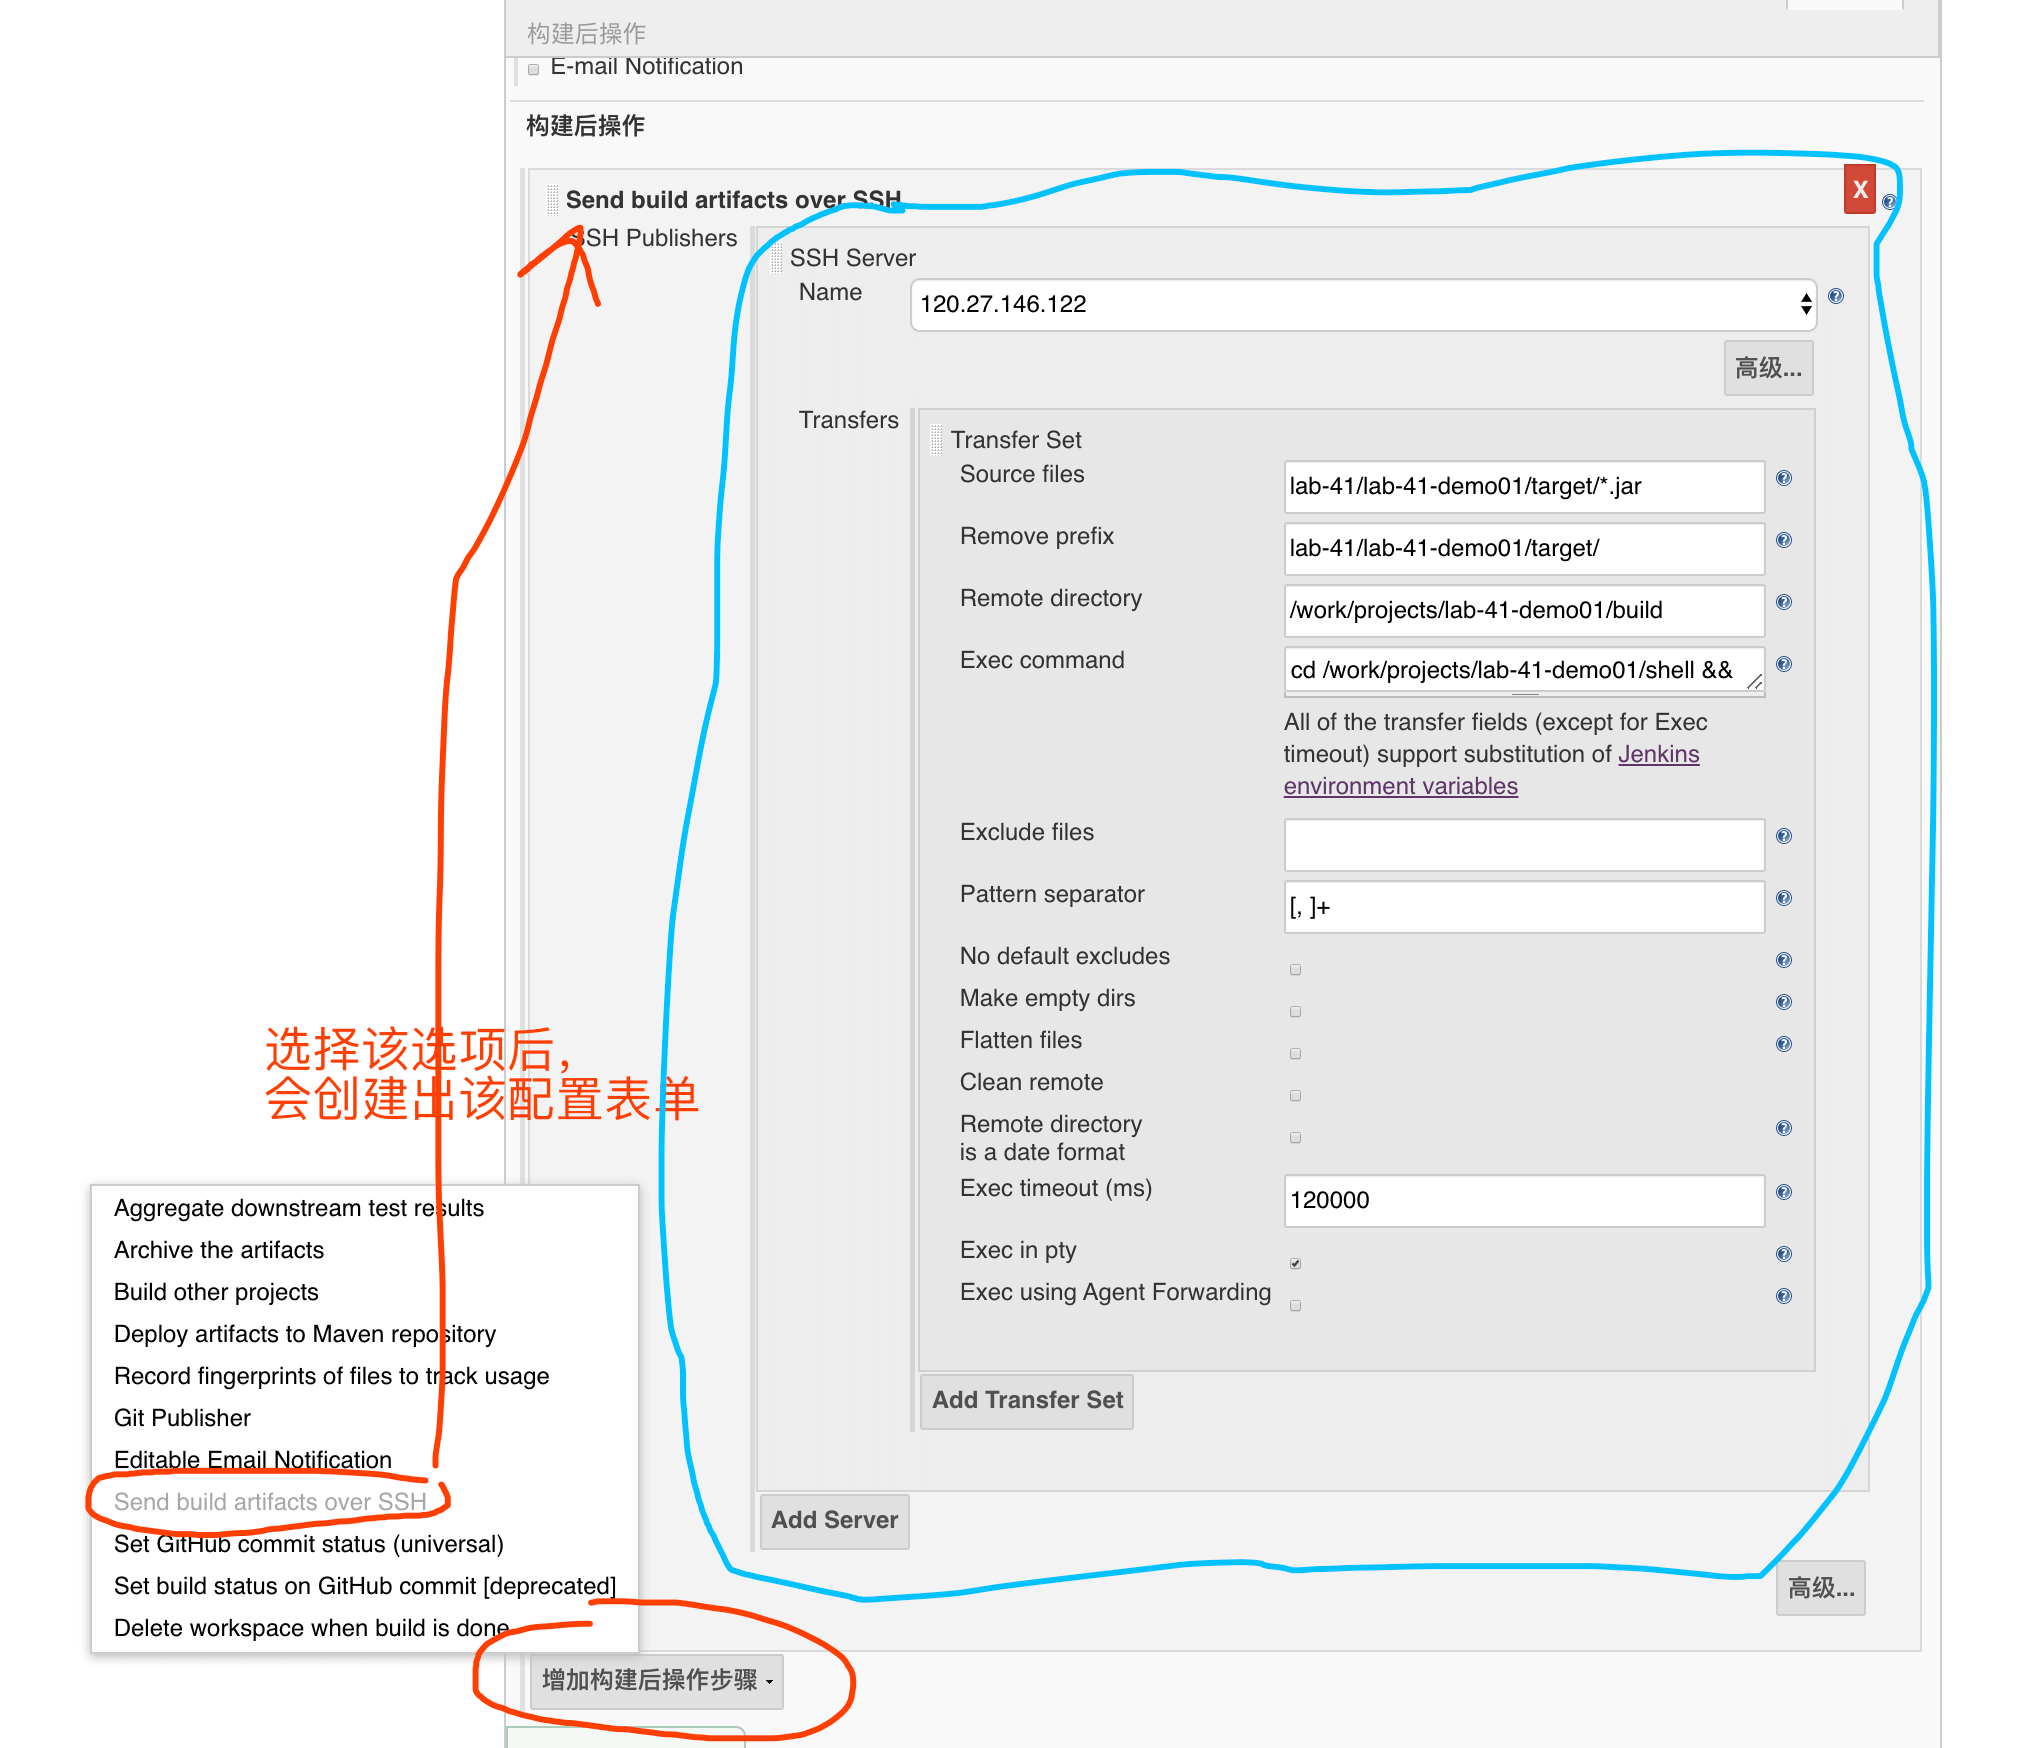 构建后操作
E-mail Notification
构建后操作
Send build artifacts over SSH
X
SSH Publishers
SSH Server
Name
120.27.146.122
高级...
Transfers
Transfer Set
Source files
lab-41/lab-41-demo01/target/*.jar
Remove prefix
lab-41/lab-41-demo01/target/
Remote directory
/work/projects/lab-41-demo01/build
Exec command
cd /work/projects/lab-41-demo01/shell &&
All of the transfer fields (except for Exec
timeout) support substitution of Jenkins
environment variables
Exclude files
Pattern separator
[, ]+
No default excludes
Make empty dirs
Flatten files
Clean remote
Remote directory
is a date format
Exec timeout (ms)
120000
Exec in pty
Exec using Agent Forwarding
Add Transfer Set
Add Server
高级...
选择该选项后，
会创建出该配置表单
Aggregate downstream test results
Archive the artifacts
Build other projects
Deploy artifacts to Maven repository
Record fingerprints of files to track usage
Git Publisher
Editable Email Notification
Send build artifacts over SSH
Set GitHub commit status (universal)
Set build status on GitHub commit [deprecated]
Delete workspace when build is done
增加构建后操作步骤